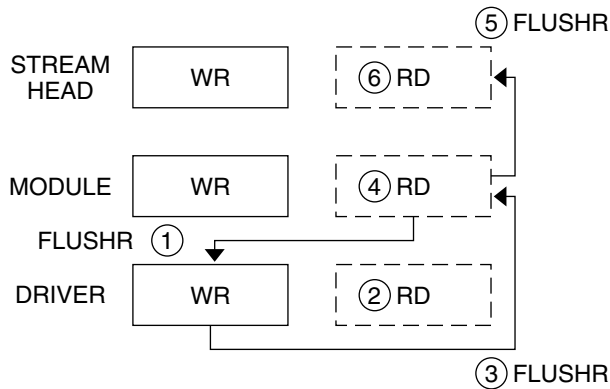 ⑤ FLUSHR
STREAM
HEAD
WR
⑥ RD
MODULE
WR
④ RD
FLUSHR ①
DRIVER
WR
② RD
③ FLUSHR